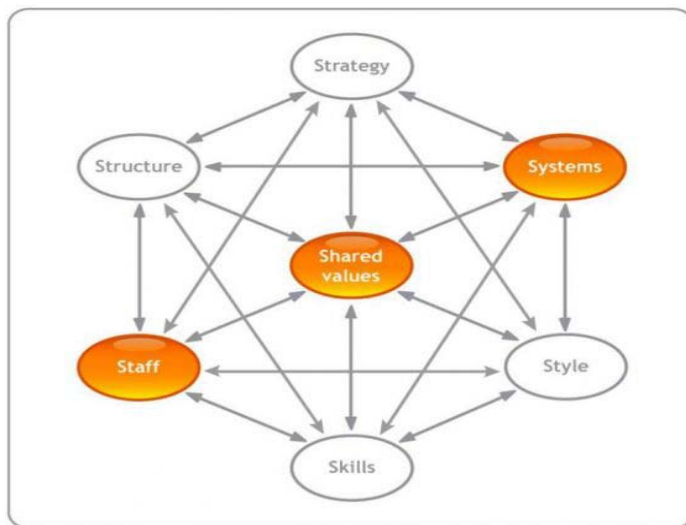 Strategy
Structure
Systems
Shared
values
Staff
Style
Skills